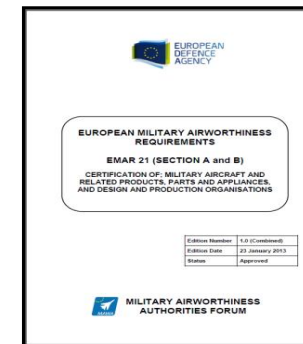 EUROPEAN
DEFENCE
AGENCY
EUROPEAN MILITARY AIRWORTHINESS
REQUIREMENTS
EMAR 21 (SECTION A and B)
CERTIFICATION OF: MILITARY AIRCRAFT AND
RELATED PRODUCTS, PARTS AND APPLIANCES,
AND DESIGN AND PRODUCTION ORGANISATIONS
Edition Number 1.0 (Combined)
Edition Date 23 January 2013
Status Approved
MILITARY AIRWORTHINESS
AUTHORITIES FORUM